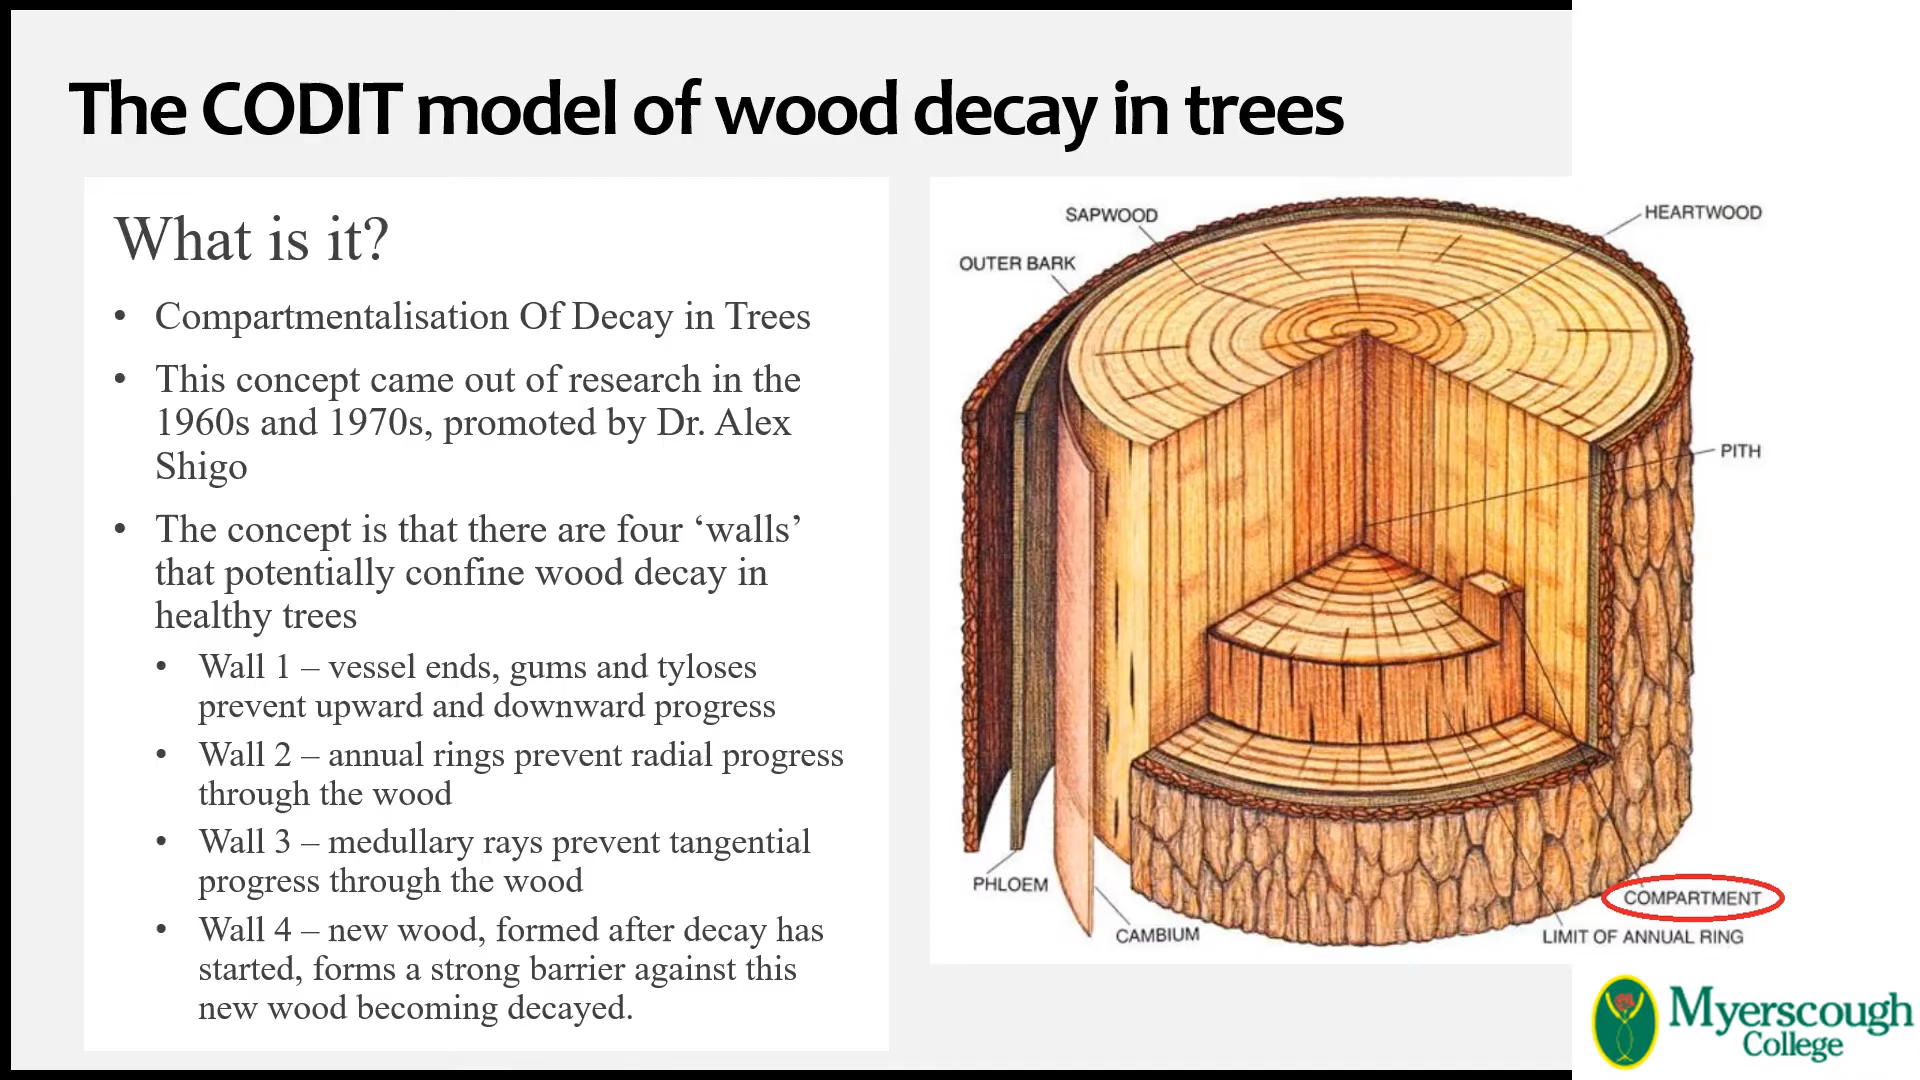 The CODIT model of wood decay in trees
What is it?
• Compartmentalisation Of Decay in Trees
• This concept came out of research in the
1960s and 1970s, promoted by Dr. Alex
Shigo
• The concept is that there are four ‘walls’
that potentially confine wood decay in
healthy trees
• Wall 1 – vessel ends, gums and tyloses
prevent upward and downward progress
• Wall 2 – annual rings prevent radial progress
through the wood
• Wall 3 – medullary rays prevent tangential
progress through the wood
• Wall 4 – new wood, formed after decay has
started, forms a strong barrier against this
new wood becoming decayed.
SAPWOOD
HEARTWOOD
OUTER BARK
PITH
PHLOEM
CAMBIUM
COMPARTMENT
LIMIT OF ANNUAL RING
Myerscough
College